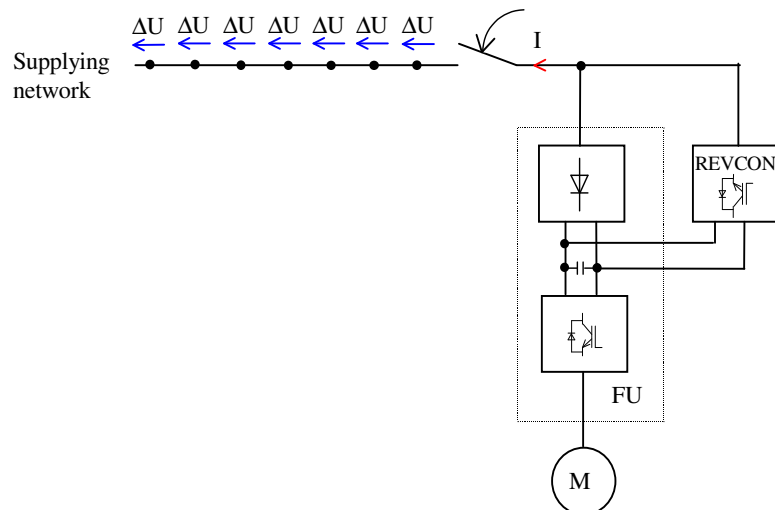 ΔU ΔU ΔU ΔU ΔU ΔU ΔU
I
Supplying
network
REVCON
FU
M